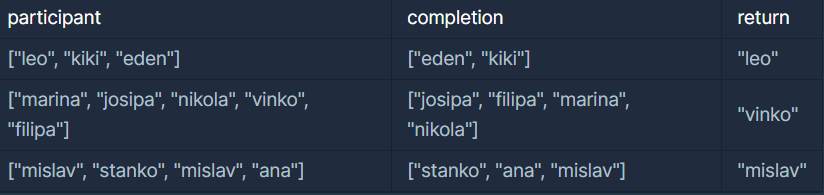 participant completion return
["leo", "kiki", "eden"] ["eden", "kiki"] "leo"
["marina", "josipa", "nikola", "vinko", "filipa"] ["josipa", "filipa", "marina", "nikola"] "vinko"
["mislav", "stanko", "mislav", "ana"] ["stanko", "ana", "mislav"] "mislav"